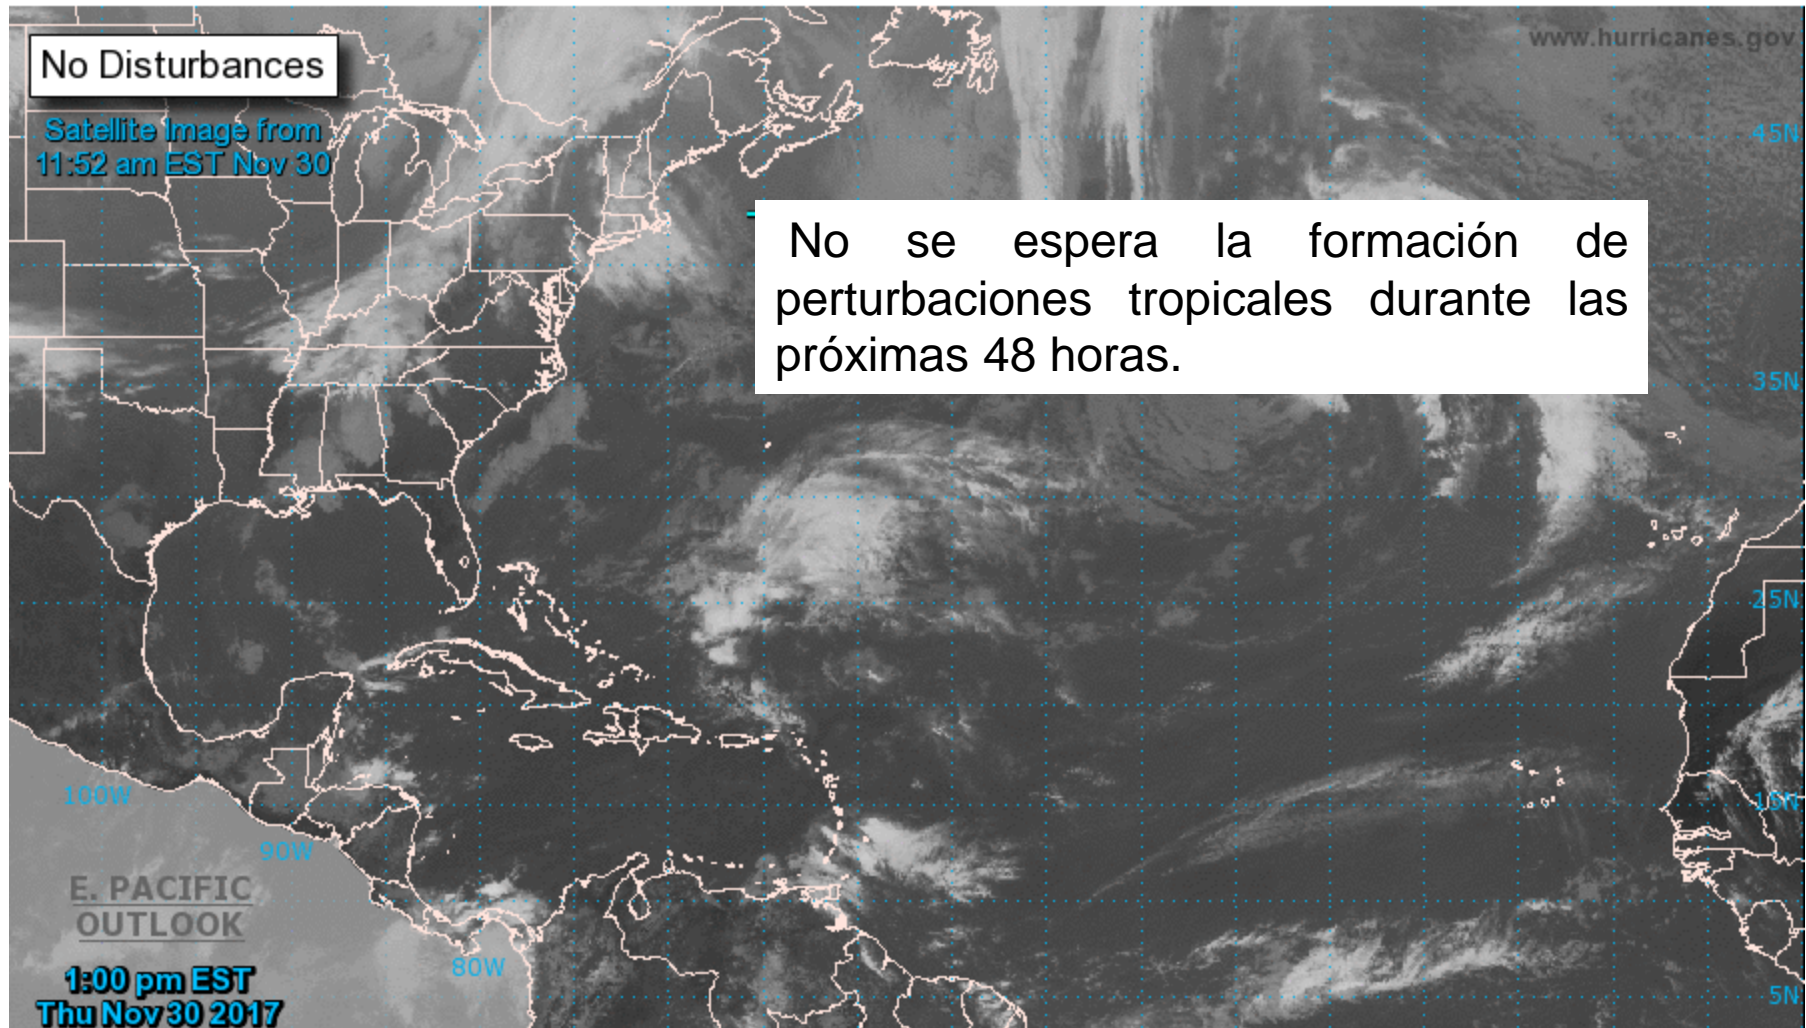 www.hurricanes.gov
No Disturbances
Satellite Image from
11:52 am EST Nov 30
45N
No se espera la formación de
perturbaciones tropicales durante las
próximas 48 horas.
35N
25N
100W
15N
90W
E. PACIFIC
OUTLOOK
80W
1:00 pm EST
Thu Nov 30 2017
5N